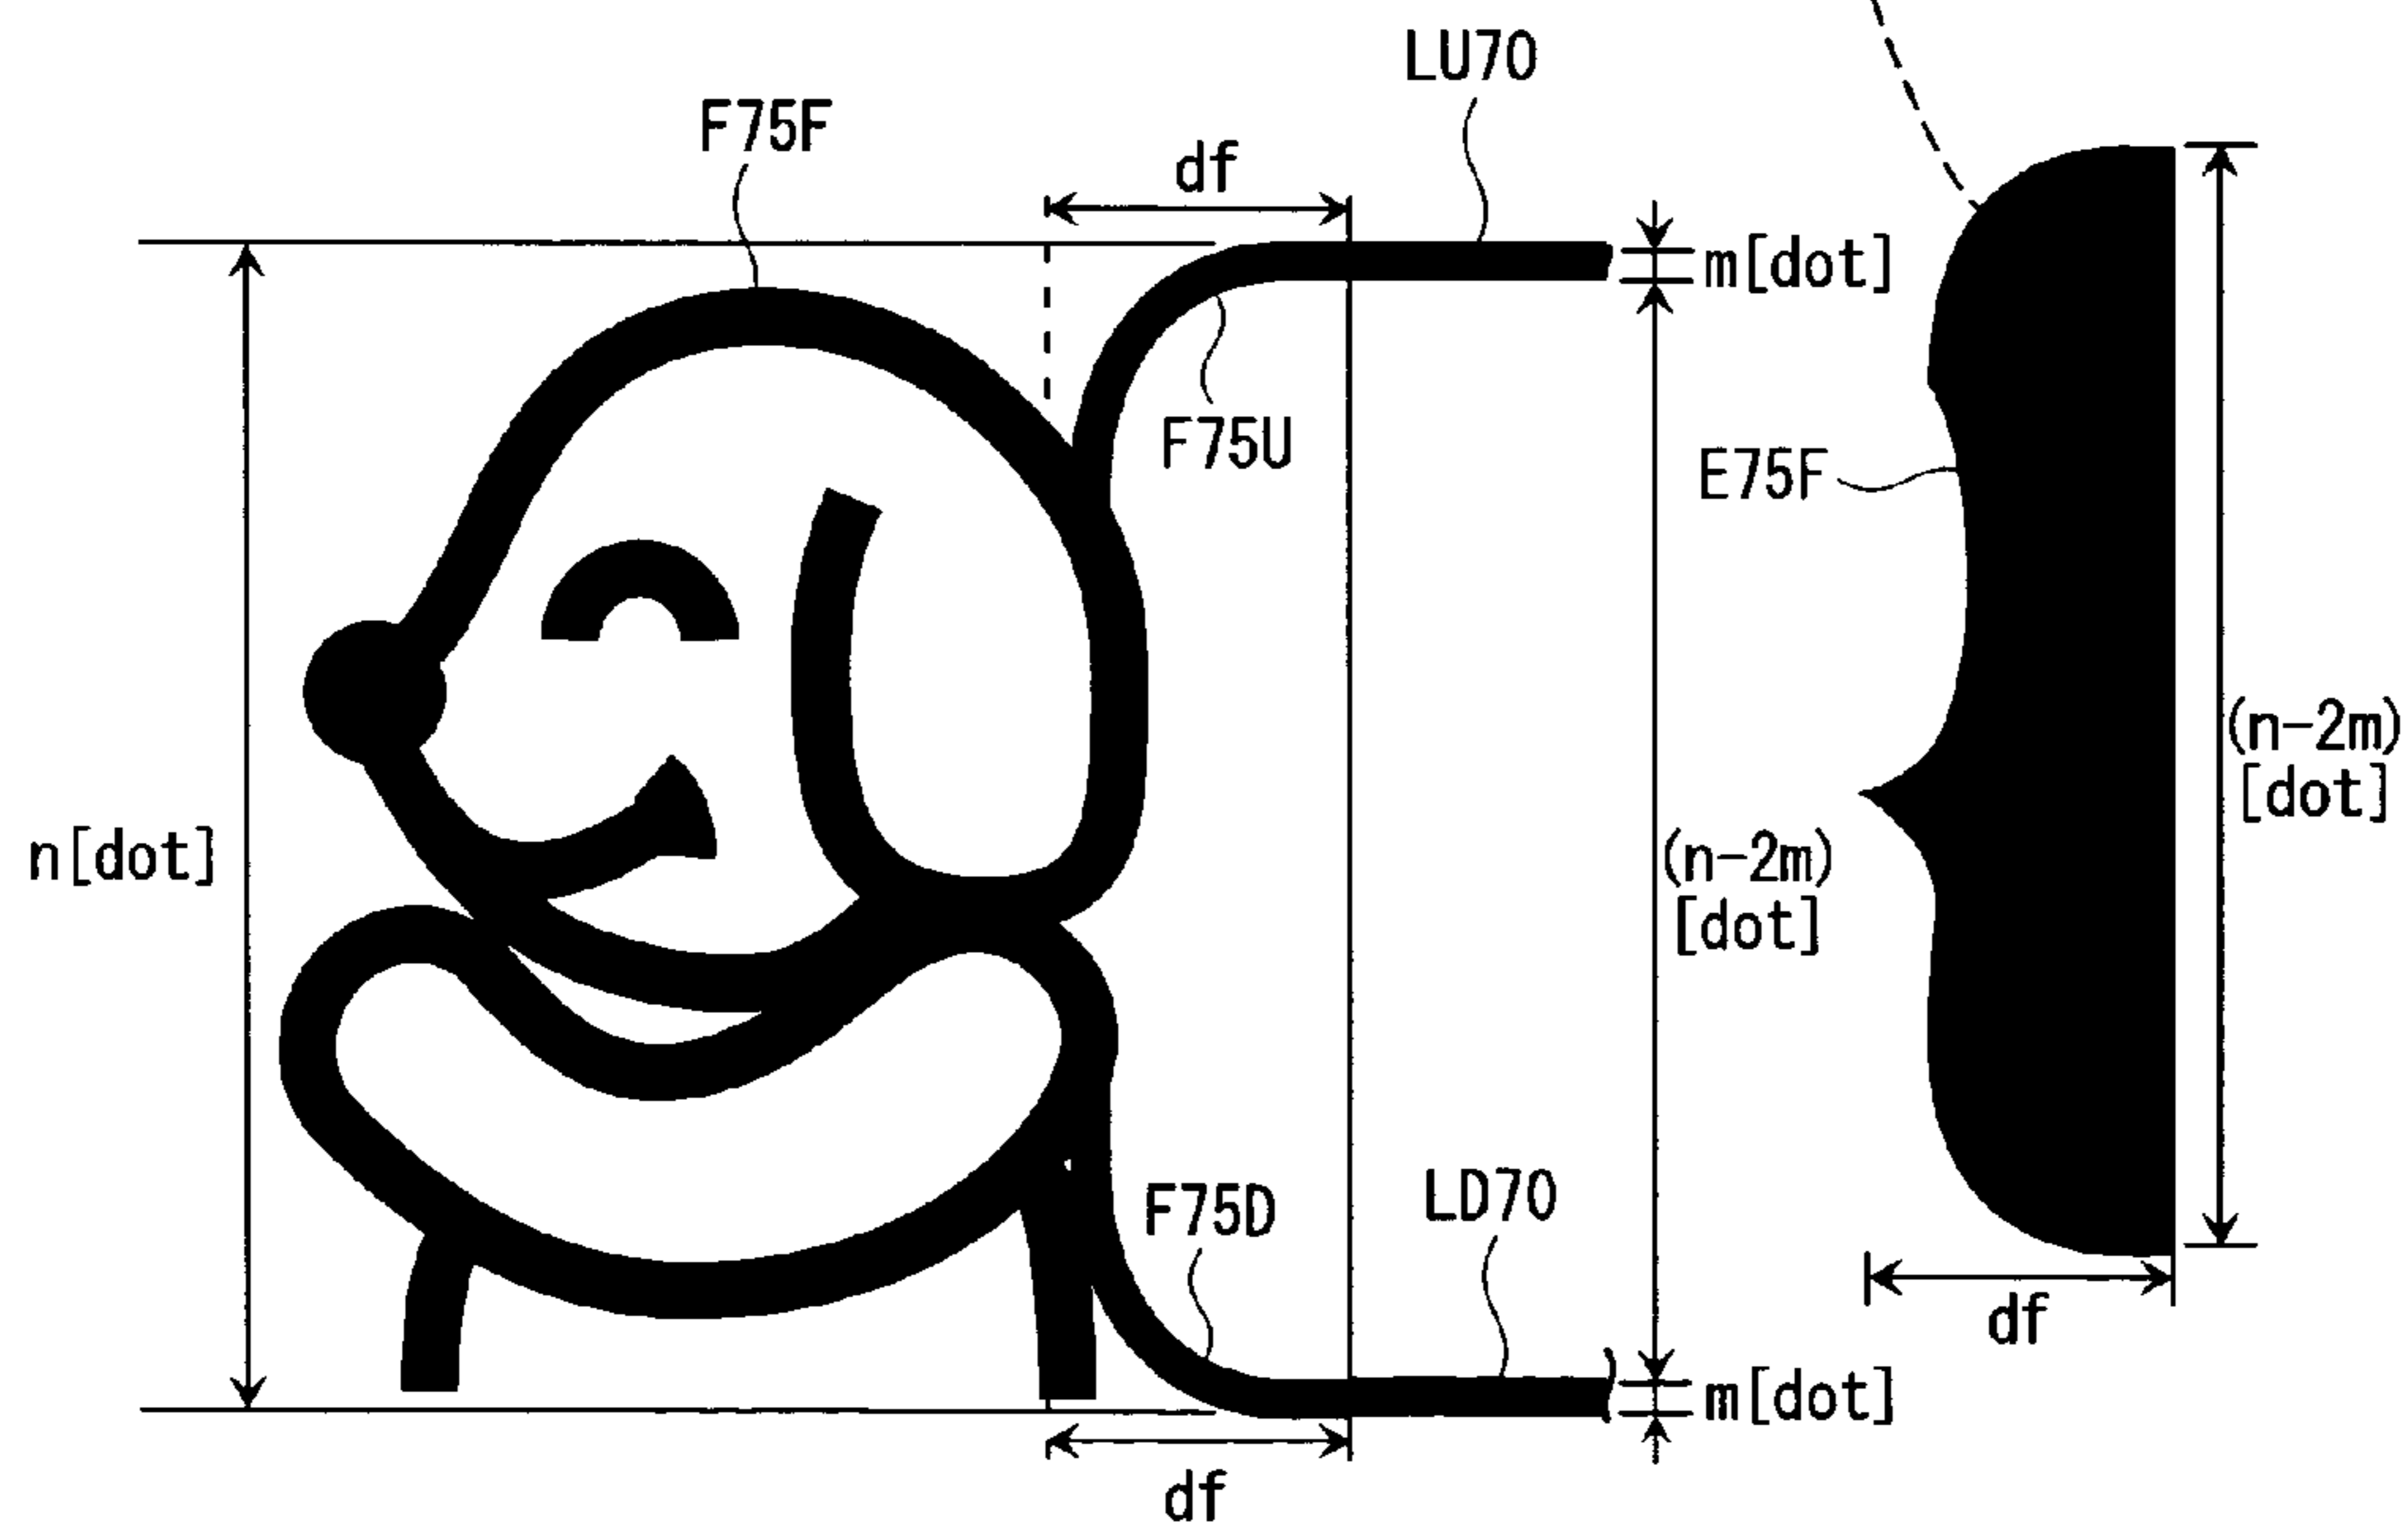 LU70
F75F
df
m[dot]
F75U
E75F
(n-2m)
[dot]
n[dot]
(n-2m)
[dot]
F75D
LD70
df
m[dot]
df